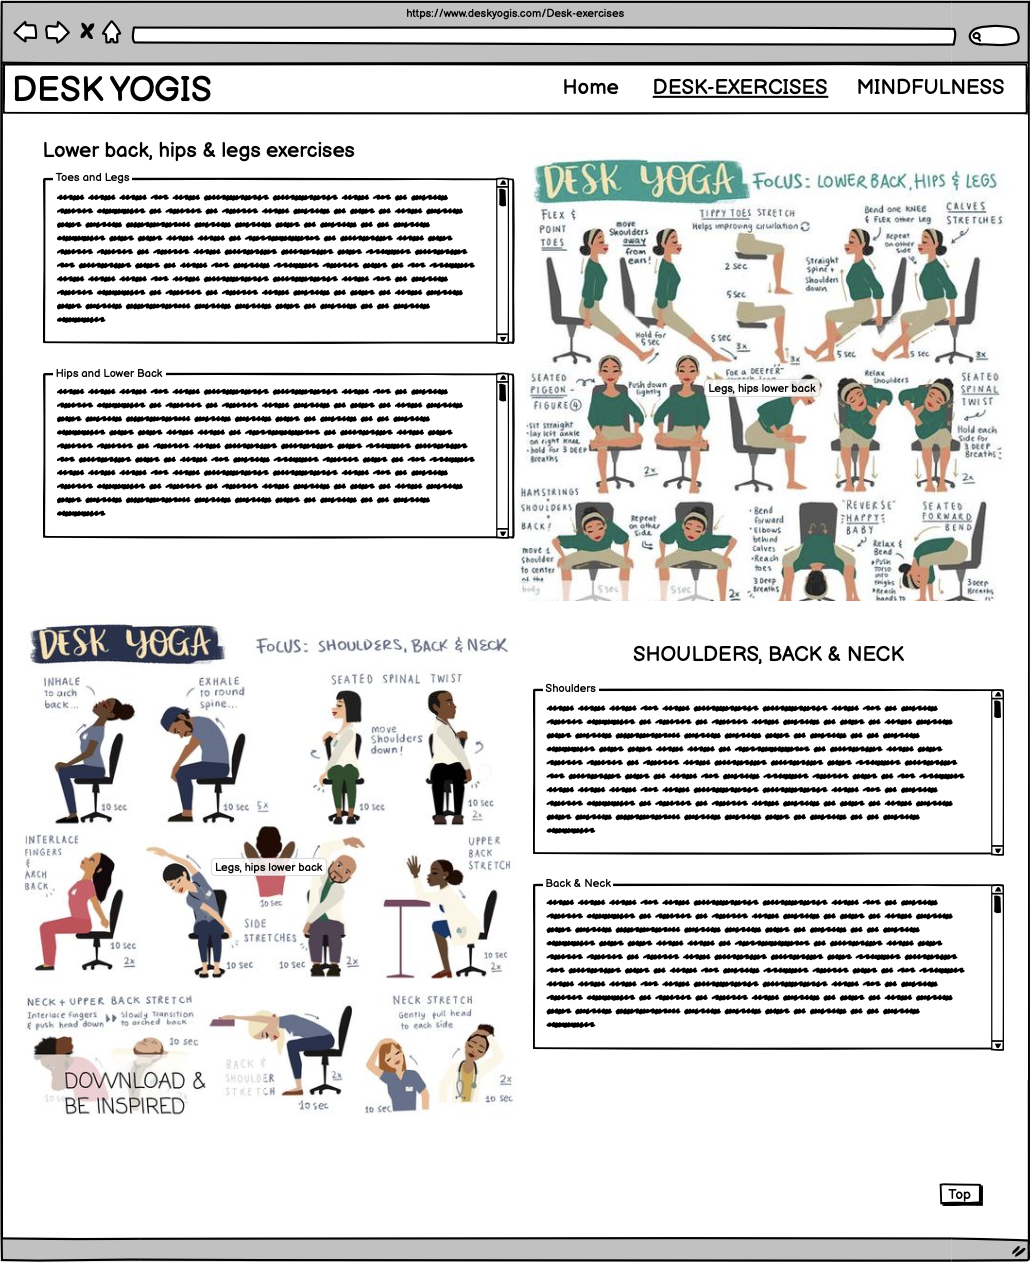 https://www.deskyogis.com/Desk-exercises
DESK YOGIS
Home
DESK-EXERCISES
MINDFULNESS
Lower back, hips & legs exercises
Toes and Legs
Hips and Lower Back
DESK YOGA
FOCUS: LOWER BACK, HIPS & LEGS
FLEX &
POINT
TOES
move
shoulders
away
from
ears!
TIPPY TOES STRETCH
Helps improving circulation
2 sec
5 sec
Bend one KNEE
& FLEX other Leg
Repeat
on other
side
CALVES
STRETCHES
Straight
Spine +
Shoulders
down
Hold for
5 sec
5 sec
3x
3x
5 sec
5 sec
3x
SEATED
PIGEON -
FIGURE 4
• Sit straight
• lay left ankle
on right knee
• hold for 3 DEEP
Breaths
Push down
lightly
2x
FOR A DEEPER
Legs, hips lower back
Relax
Shoulders
SEATED
SPINAL
TWIST
Hold each
Side for
3 DEEP
Breaths
2x
HAMSTRINGS
+
SHOULDERS
+
BACK!
move 1
Shoulder
to center
of the
body
Repeat
on other
side
5 sec
5 sec
2x
• Bend
forward
• Elbows
behind
Calves
• Reach
toes
3 Deep
Breaths
"REVERSE"
HAPPY
BABY
Relax &
Bend
• Push
Torso
into
thighs
• Reach
hands to
SEATED
FORWARD
BEND
3 Deep
Breaths
DESK YOGA
FOCUS: SHOULDERS, BACK & NECK
INHALE
to arch
back...
EXHALE
to round
spine...
10 sec
10 sec
5x
SEATED SPINAL TWIST
move
Shoulders
down!
10 sec
10 sec
2x
INTERLACE
FINGERS
&
ARCH
BACK
10 sec
2x
Legs, hips lower back
10 sec
SIDE
STRETCHES
10 sec
10 sec
2x
UPPER
BACK
STRETCH
10 sec
2x
NECK + UPPER BACK STRETCH
Interlace fingers
& push head down
Slowly Transition
to arched back
10 sec
10 sec
DOWNLOAD &
BE INSPIRED
BACK &
SHOULDER
STRETCH
2x
10 sec
NECK STRETCH
Gently pull head
to each side
10 sec
2x
10 sec
SHOULDERS, BACK & NECK
Shoulders
Back & Neck
Top